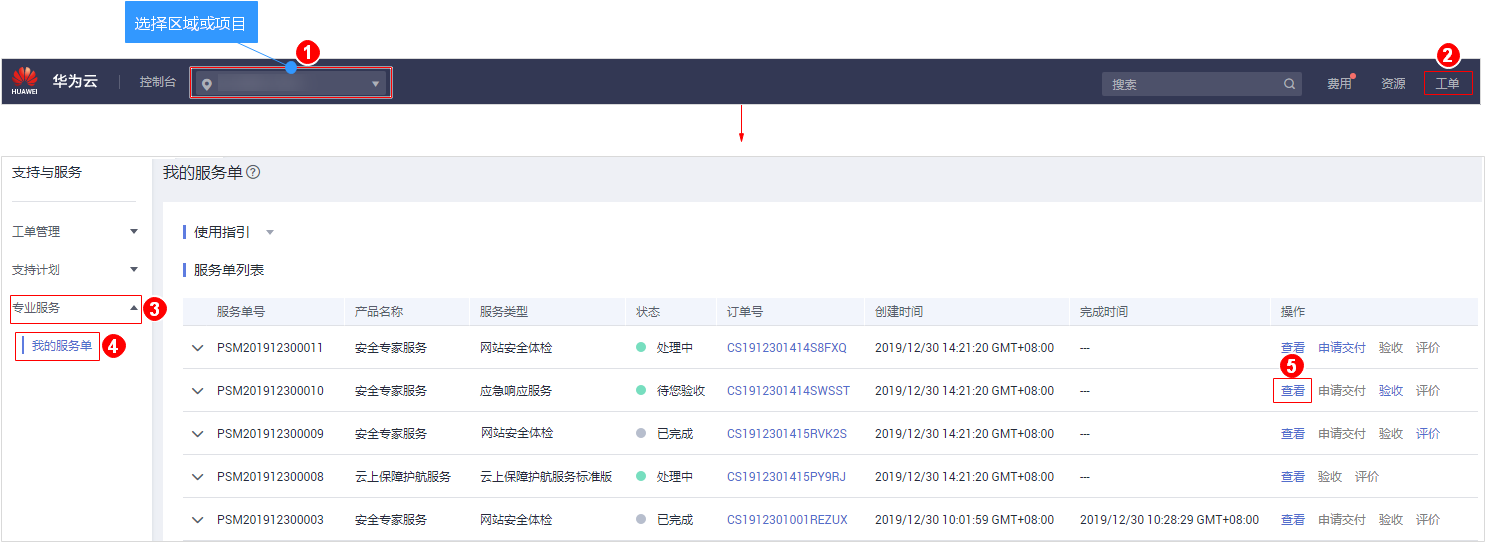 选择区域或项目
1
2
HUAWEI 华为云 控制台 搜索 费用 资源 工单
支持与服务
我的服务单 ?
工单管理
支持计划
专业服务 3
我的服务单 4
使用指引
服务单列表
服务单号 产品名称 服务类型 状态 订单号 创建时间 完成时间 操作
PSM201912300011 安全专家服务 网站安全体检 处理中 CS1912301414S8FXQ 2019/12/30 14:21:20 GMT+08:00 --- 查看 申请交付 验收 评价
5
PSM201912300010 安全专家服务 应急响应服务 待您验收 CS1912301414SWSST 2019/12/30 14:21:20 GMT+08:00 --- 查看 申请交付 验收 评价
PSM201912300009 安全专家服务 网站安全体检 已完成 CS1912301415RVK2S 2019/12/30 14:21:20 GMT+08:00 --- 查看 申请交付 验收 评价
PSM201912300008 云上保障护航服务 云上保障护航服务标准版 处理中 CS1912301415PY9RJ 2019/12/30 14:21:20 GMT+08:00 --- 查看 验收 评价
PSM201912300003 安全专家服务 网站安全体检 已完成 CS1912301001REZUX 2019/12/30 10:01:59 GMT+08:00 2019/12/30 10:28:29 GMT+08:00 查看 申请交付 验收 评价